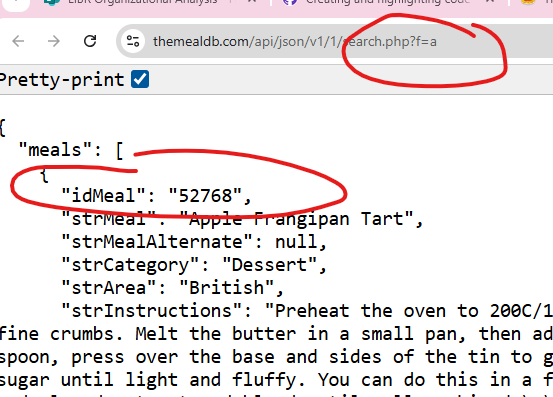 LibR Organizational Analysis
Creating and highlighting code
themealdb.com/api/json/v1/1/search.php?f=a
Pretty-print
{
"meals": [
{
"idMeal": "52768",
"strMeal": "Apple Frangipan Tart",
"strMealAlternate": null,
"strCategory": "Dessert",
"strArea": "British",
"strInstructions": "Preheat the oven to 200C/1
fine crumbs. Melt the butter in a small pan, then ad
spoon, press over the base and sides of the tin to g
sugar until light and fluffy. You can do this in a f